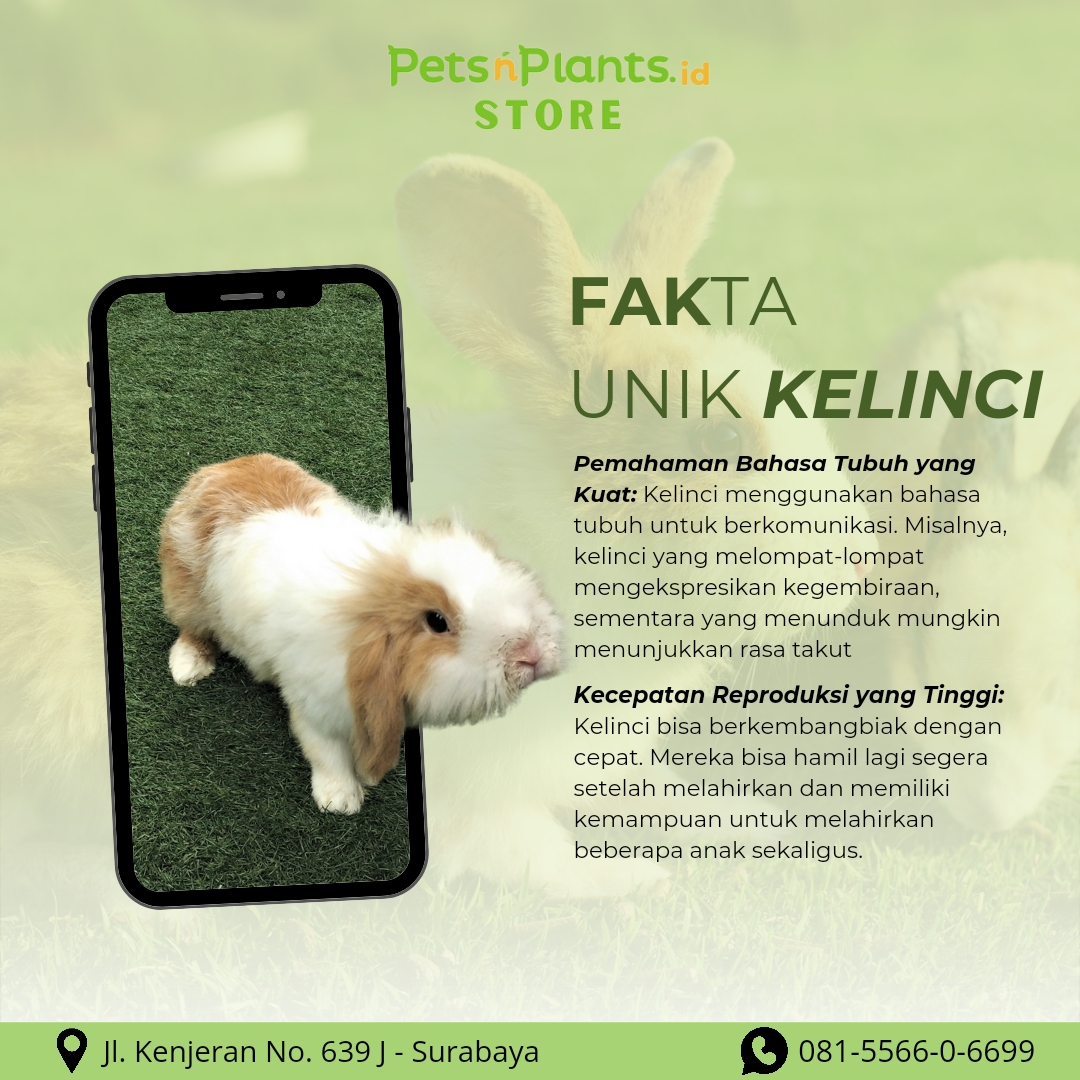 PetsńPlants.id
STORE
FAKTA
UNIK KELINCI
Pemahaman Bahasa Tubuh yang
Kuat: Kelinci menggunakan bahasa
tubuh untuk berkomunikasi. Misalnya,
kelinci yang melompat-lompat
mengekspresikan kegembiraan,
sementara yang menunduk mungkin
menunjukkan rasa takut
Kecepatan Reproduksi yang Tinggi:
Kelinci bisa berkembangbiak dengan
cepat. Mereka bisa hamil lagi segera
setelah melahirkan dan memiliki
kemampuan untuk melahirkan
beberapa anak sekaligus.
Jl. Kenjeran No. 639 J - Surabaya
081-5566-0-6699